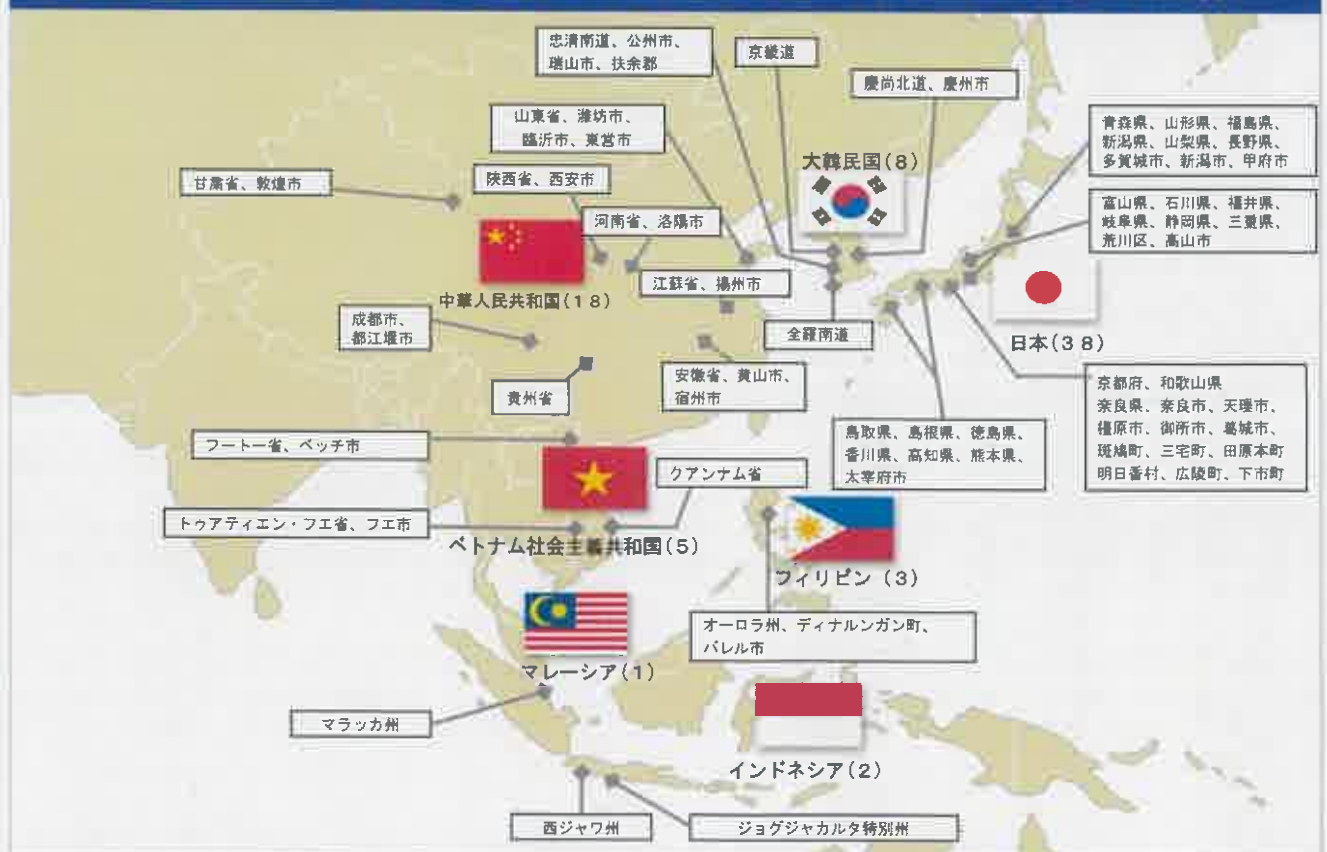 忠清南道、公州市、
瑞山市、扶余郡
京畿道
慶尚北道、慶州市
山東省、濰坊市、
臨沂市、東営市
青森県、山形県、福島県、
新潟県、山梨県、長野県、
多賀城市、新潟市、甲府市
大韓民国(8)
甘粛省、敦煌市
陝西省、西安市
富山県、石川県、福井県、
岐阜県、静岡県、三重県、
荒川区、高山市
河南省、洛陽市
江蘇省、揚州市
中華人民共和国(18)
成都市、
都江堰市
全羅南道
日本(38)
安徽省、黄山市、
宿州市
貴州省
京都府、和歌山県
奈良県、奈良市、天理市、
橿原市、御所市、葛城市、
斑鳩町、三宅町、田原本町
明日香村、広陵町、下市町
鳥取県、島根県、徳島県、
香川県、高知県、熊本県、
太宰府市
フートー省、ベッチ市
クアンナム省
トゥアティエン・フエ省、フエ市
ベトナム社会主義共和国(5)
フィリピン(3)
オーロラ州、ディナルンガン町、
バレル市
マレーシア(1)
マラッカ州
インドネシア(2)
西ジャワ州
ジョグジャカルタ特別州